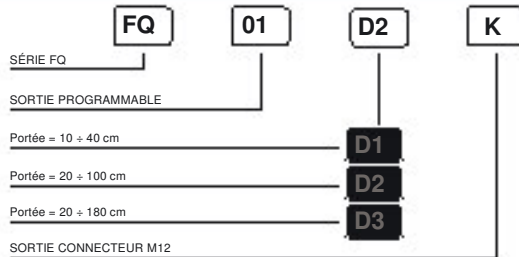 FQ 01 D2 K
SÉRIE FQ
SORTIE PROGRAMMABLE
Portée = 10 ÷ 40 cm D1
Portée = 20 ÷ 100 cm D2
Portée = 20 ÷ 180 cm D3
SORTIE CONNECTEUR M12